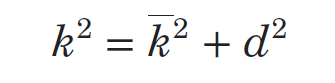 k² = k̅² + d²